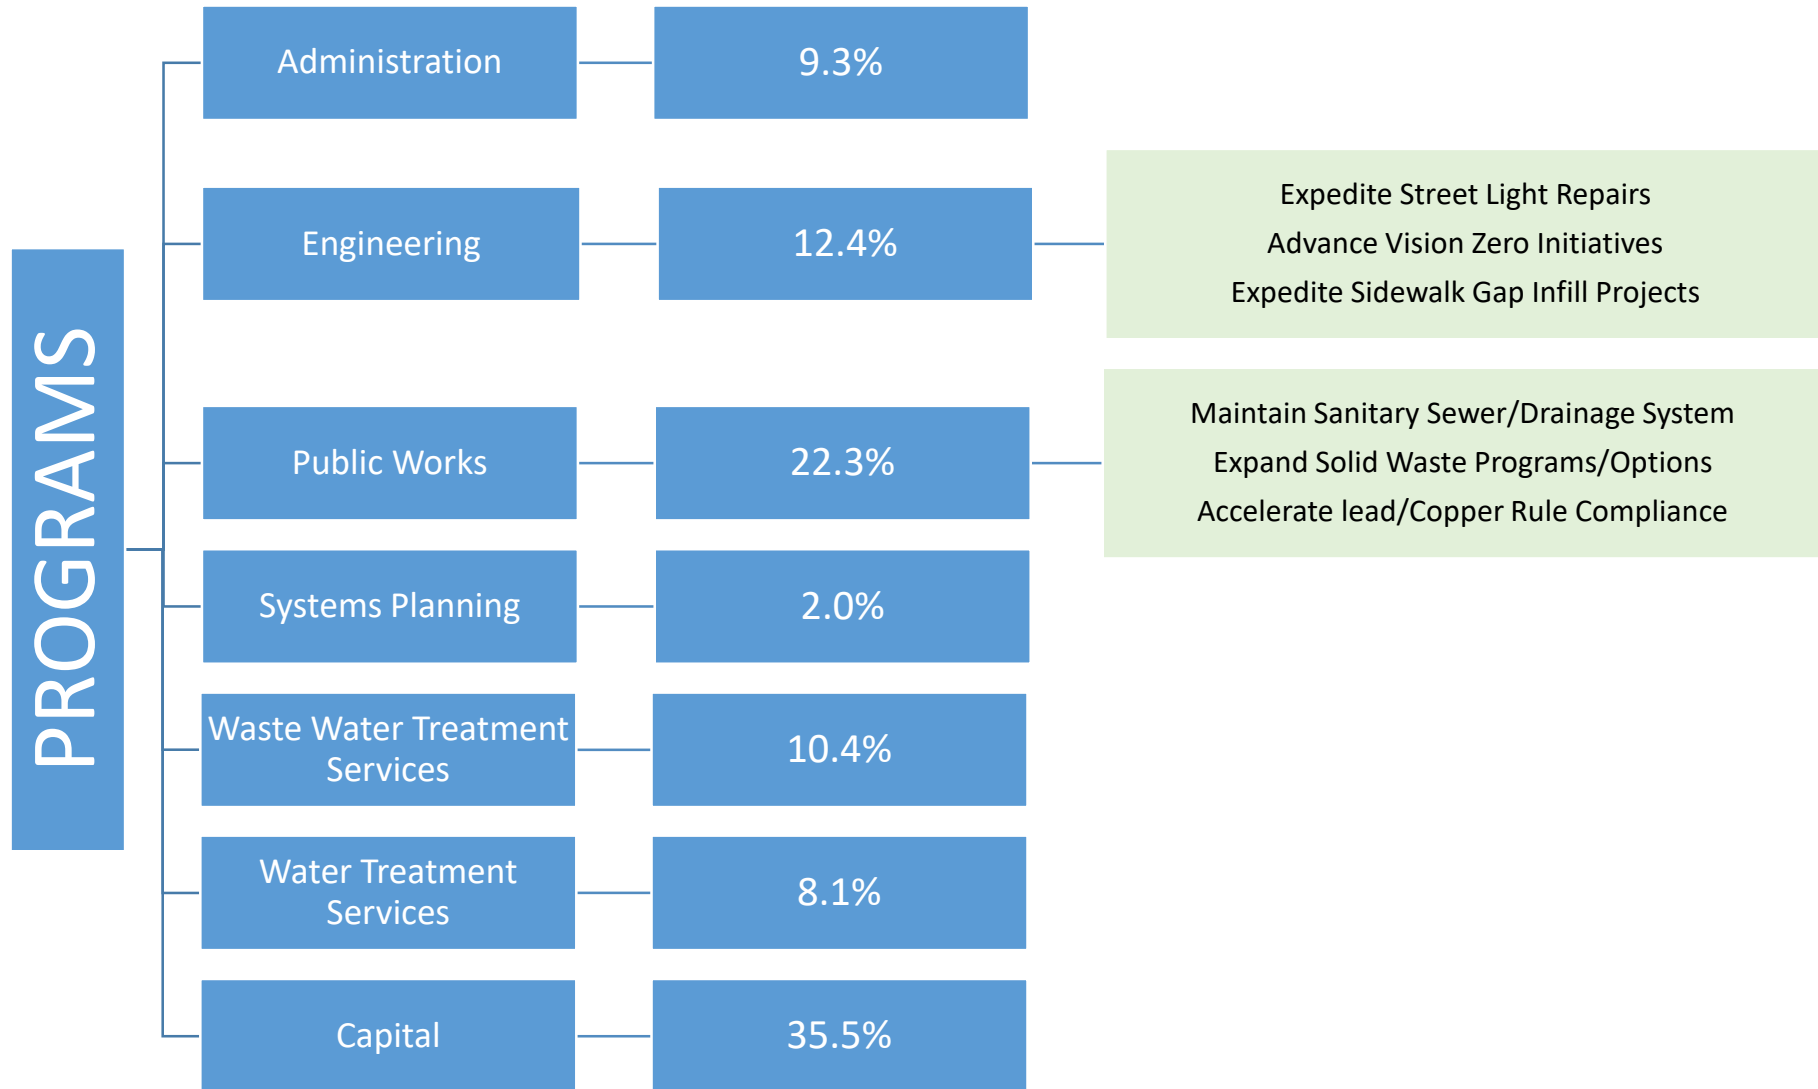 PROGRAMS
Administration
9.3%
Engineering
12.4%
Expedite Street Light Repairs
Advance Vision Zero Initiatives
Expedite Sidewalk Gap Infill Projects
Public Works
22.3%
Maintain Sanitary Sewer/Drainage System
Expand Solid Waste Programs/Options
Accelerate lead/Copper Rule Compliance
Systems Planning
2.0%
Waste Water Treatment
Services
10.4%
Water Treatment
Services
8.1%
Capital
35.5%